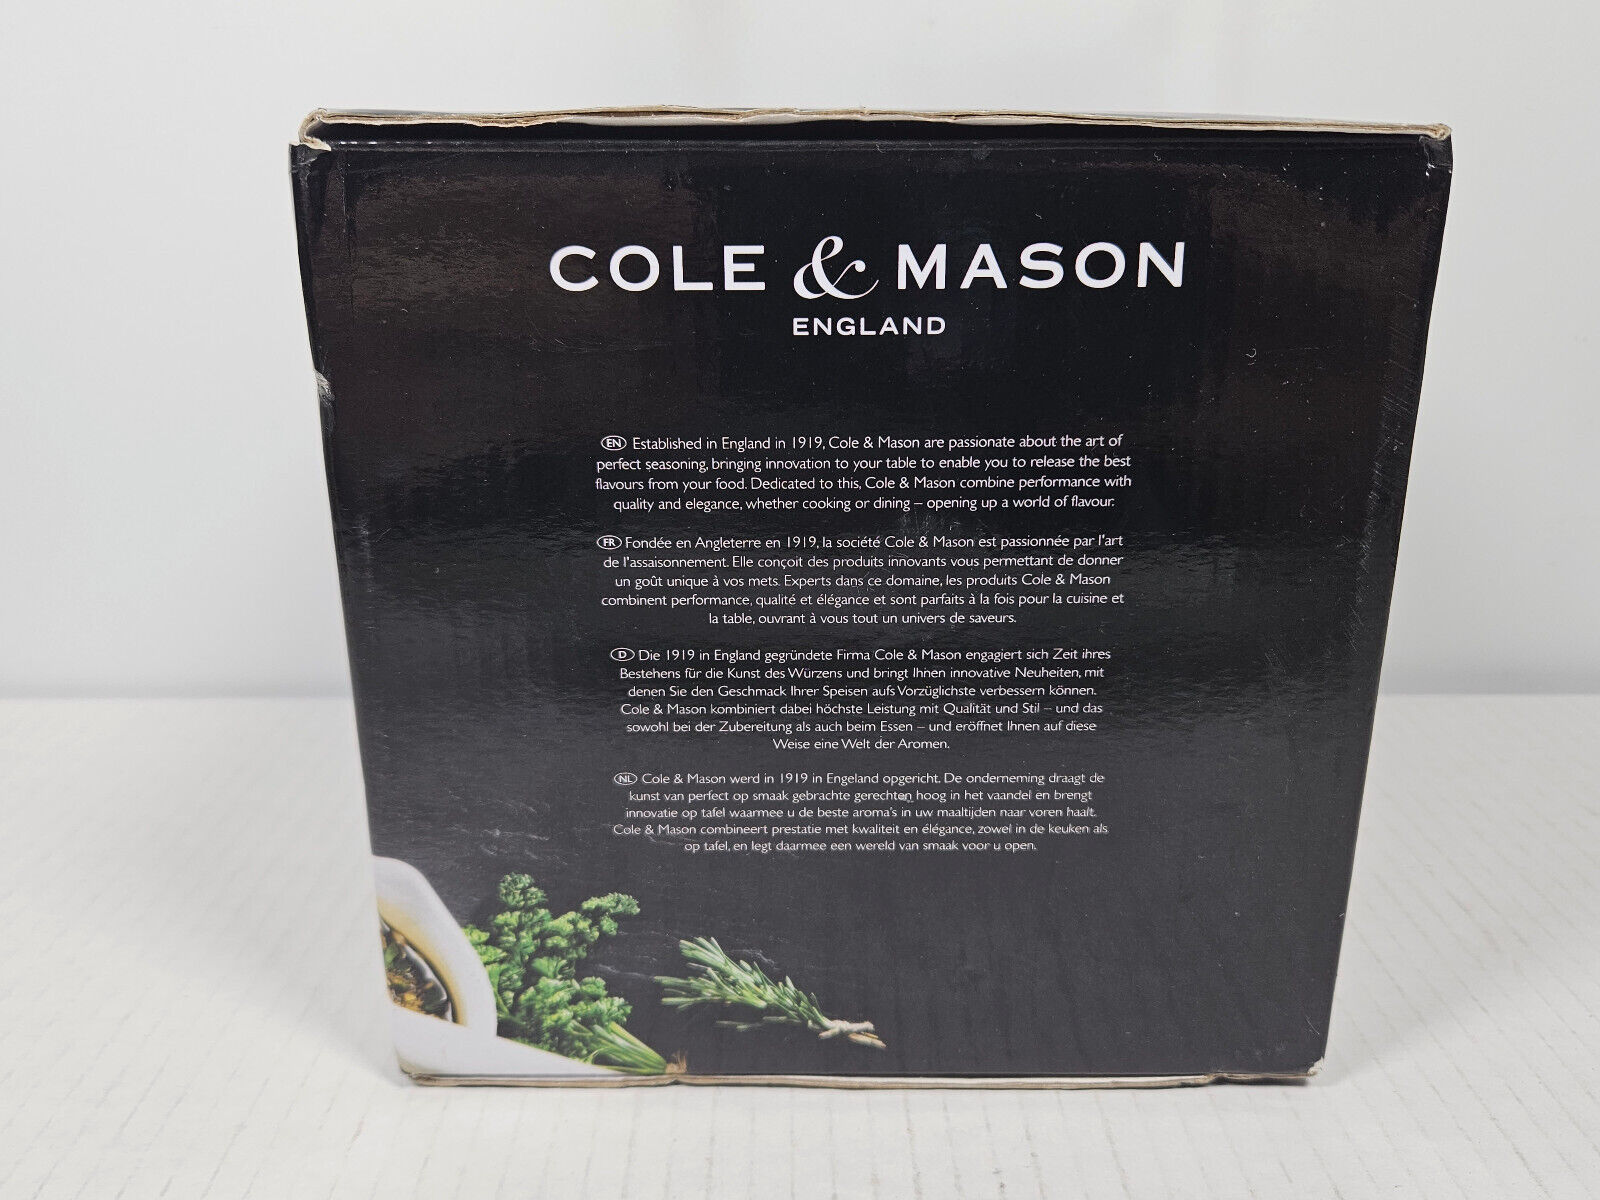 COLE & MASON
ENGLAND
EN Established in England in 1919, Cole & Mason are passionate about the art of
perfect seasoning, bringing innovation to your table to enable you to release the best
flavours from your food. Dedicated to this, Cole & Mason combine performance with
quality and elegance, whether cooking or dining – opening up a world of flavour.
FR Fondée en Angleterre en 1919, la société Cole & Mason est passionnée par l'art
de l'assaisonnement. Elle conçoit des produits innovants vous permettant de donner
un goût unique à vos mets. Experts dans ce domaine, les produits Cole & Mason
combinent performance, qualité et élégance et sont parfaits à la fois pour la cuisine et
la table, ouvrant à vous tout un univers de saveurs.
D Die 1919 in England gegründete Firma Cole & Mason engagiert sich Zeit ihres
Bestehens für die Kunst des Würzens und bringt Ihnen innovative Neuheiten, mit
denen Sie den Geschmack Ihrer Speisen aufs Vorzüglichste verbessern können.
Cole & Mason kombiniert dabei höchste Leistung mit Qualität und Stil – und das
sowohl bei der Zubereitung als auch beim Essen – und eröffnet Ihnen auf diese
Weise eine Welt der Aromen.
NL Cole & Mason werd in 1919 in Engeland opgericht. De onderneming draagt de
kunst van perfect op smaak gebrachte gerechten hoog in het vaandel en brengt
innovatie op tafel waarmee u de beste aroma's in uw maaltijden naar voren haalt.
Cole & Mason combineert prestatie met kwaliteit en élégance, zowel in de keuken als
op tafel, en legt daarmee een wereld van smaak voor u open.